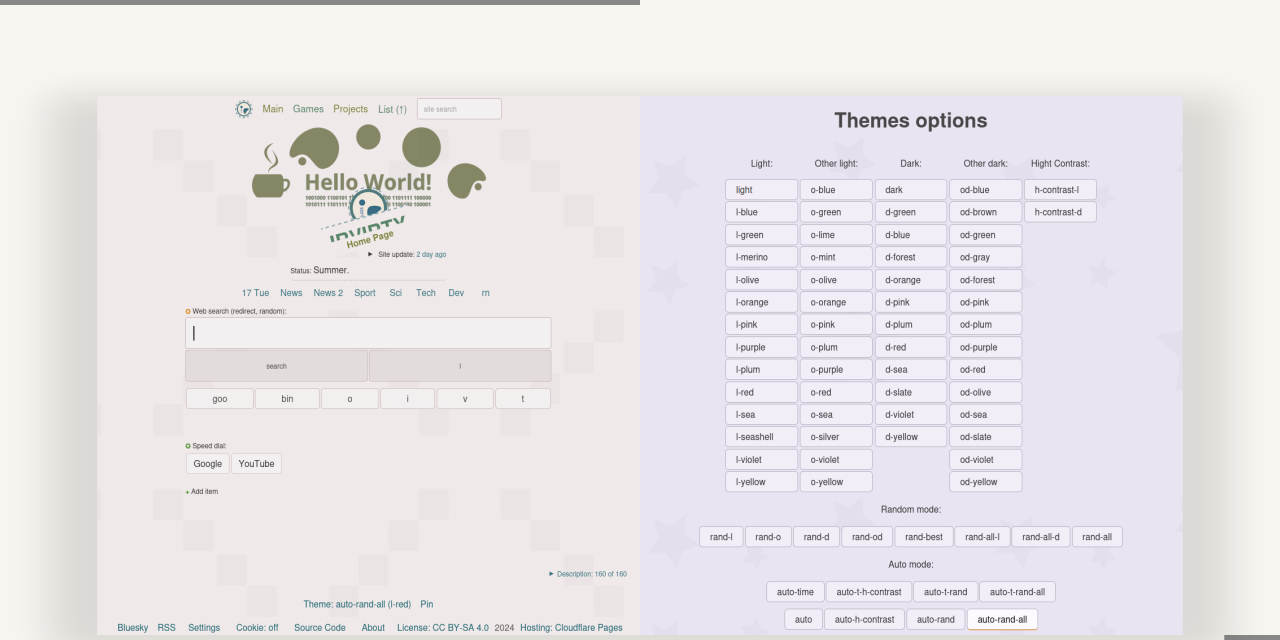 Main Games Projects List (↑) site search
Hello World!
1001000 1100101 1101111 1100000
1010111 1101111 1101100 100001
Home Page
► Site update: 2 day ago
Status: Summer.
17 Tue News News 2 Sport Sci Tech Dev rn
Web search (redirect, random):
search l
goo bin o i v t
Speed dial:
Google YouTube
+ Add item
► Description: 160 of 160
Theme: auto-rand-all (l-red) Pin
Bluesky RSS Settings Cookie: off Source Code About License: CC BY-SA 4.0 2024 Hosting: Cloudflare Pages
Themes options
Light: Other light: Dark: Other dark: Hight Contrast:
light o-blue dark od-blue h-contrast-l
l-blue o-green d-green od-brown h-contrast-d
l-green o-lime d-blue od-green
l-merino o-mint d-forest od-gray
l-olive o-olive d-orange od-forest
l-orange o-orange d-pink od-pink
l-pink o-pink d-plum od-plum
l-purple o-plum d-red od-purple
l-plum o-purple d-sea od-red
l-red o-red d-slate od-olive
l-sea o-sea d-violet od-sea
l-seashell o-silver d-yellow od-slate
l-violet o-violet od-violet
l-yellow o-yellow od-yellow
Random mode:
rand-l rand-o rand-d rand-od rand-best rand-all-l rand-all-d rand-all
Auto mode:
auto-time auto-t-h-contrast auto-t-rand auto-t-rand-all
auto auto-h-contrast auto-rand auto-rand-all